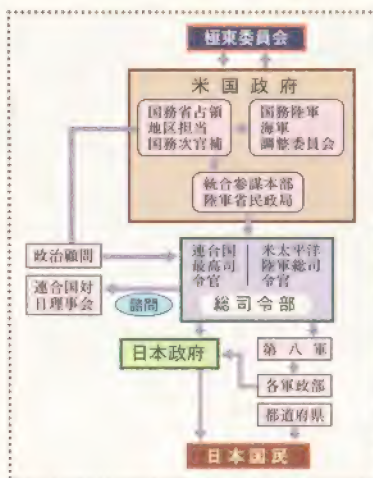 極東委員会
米国政府
国務省占領
地区担当
国務次官補
国務陸軍
海軍
調整委員会
統合参謀本部
陸軍省民政局
政治顧問
連合国
最高司
令官
米太平洋
陸軍総司
令官
連合国対
日理事会
諮問
総司令部
日本政府
第八軍
各軍政部
都道府県
日本国民